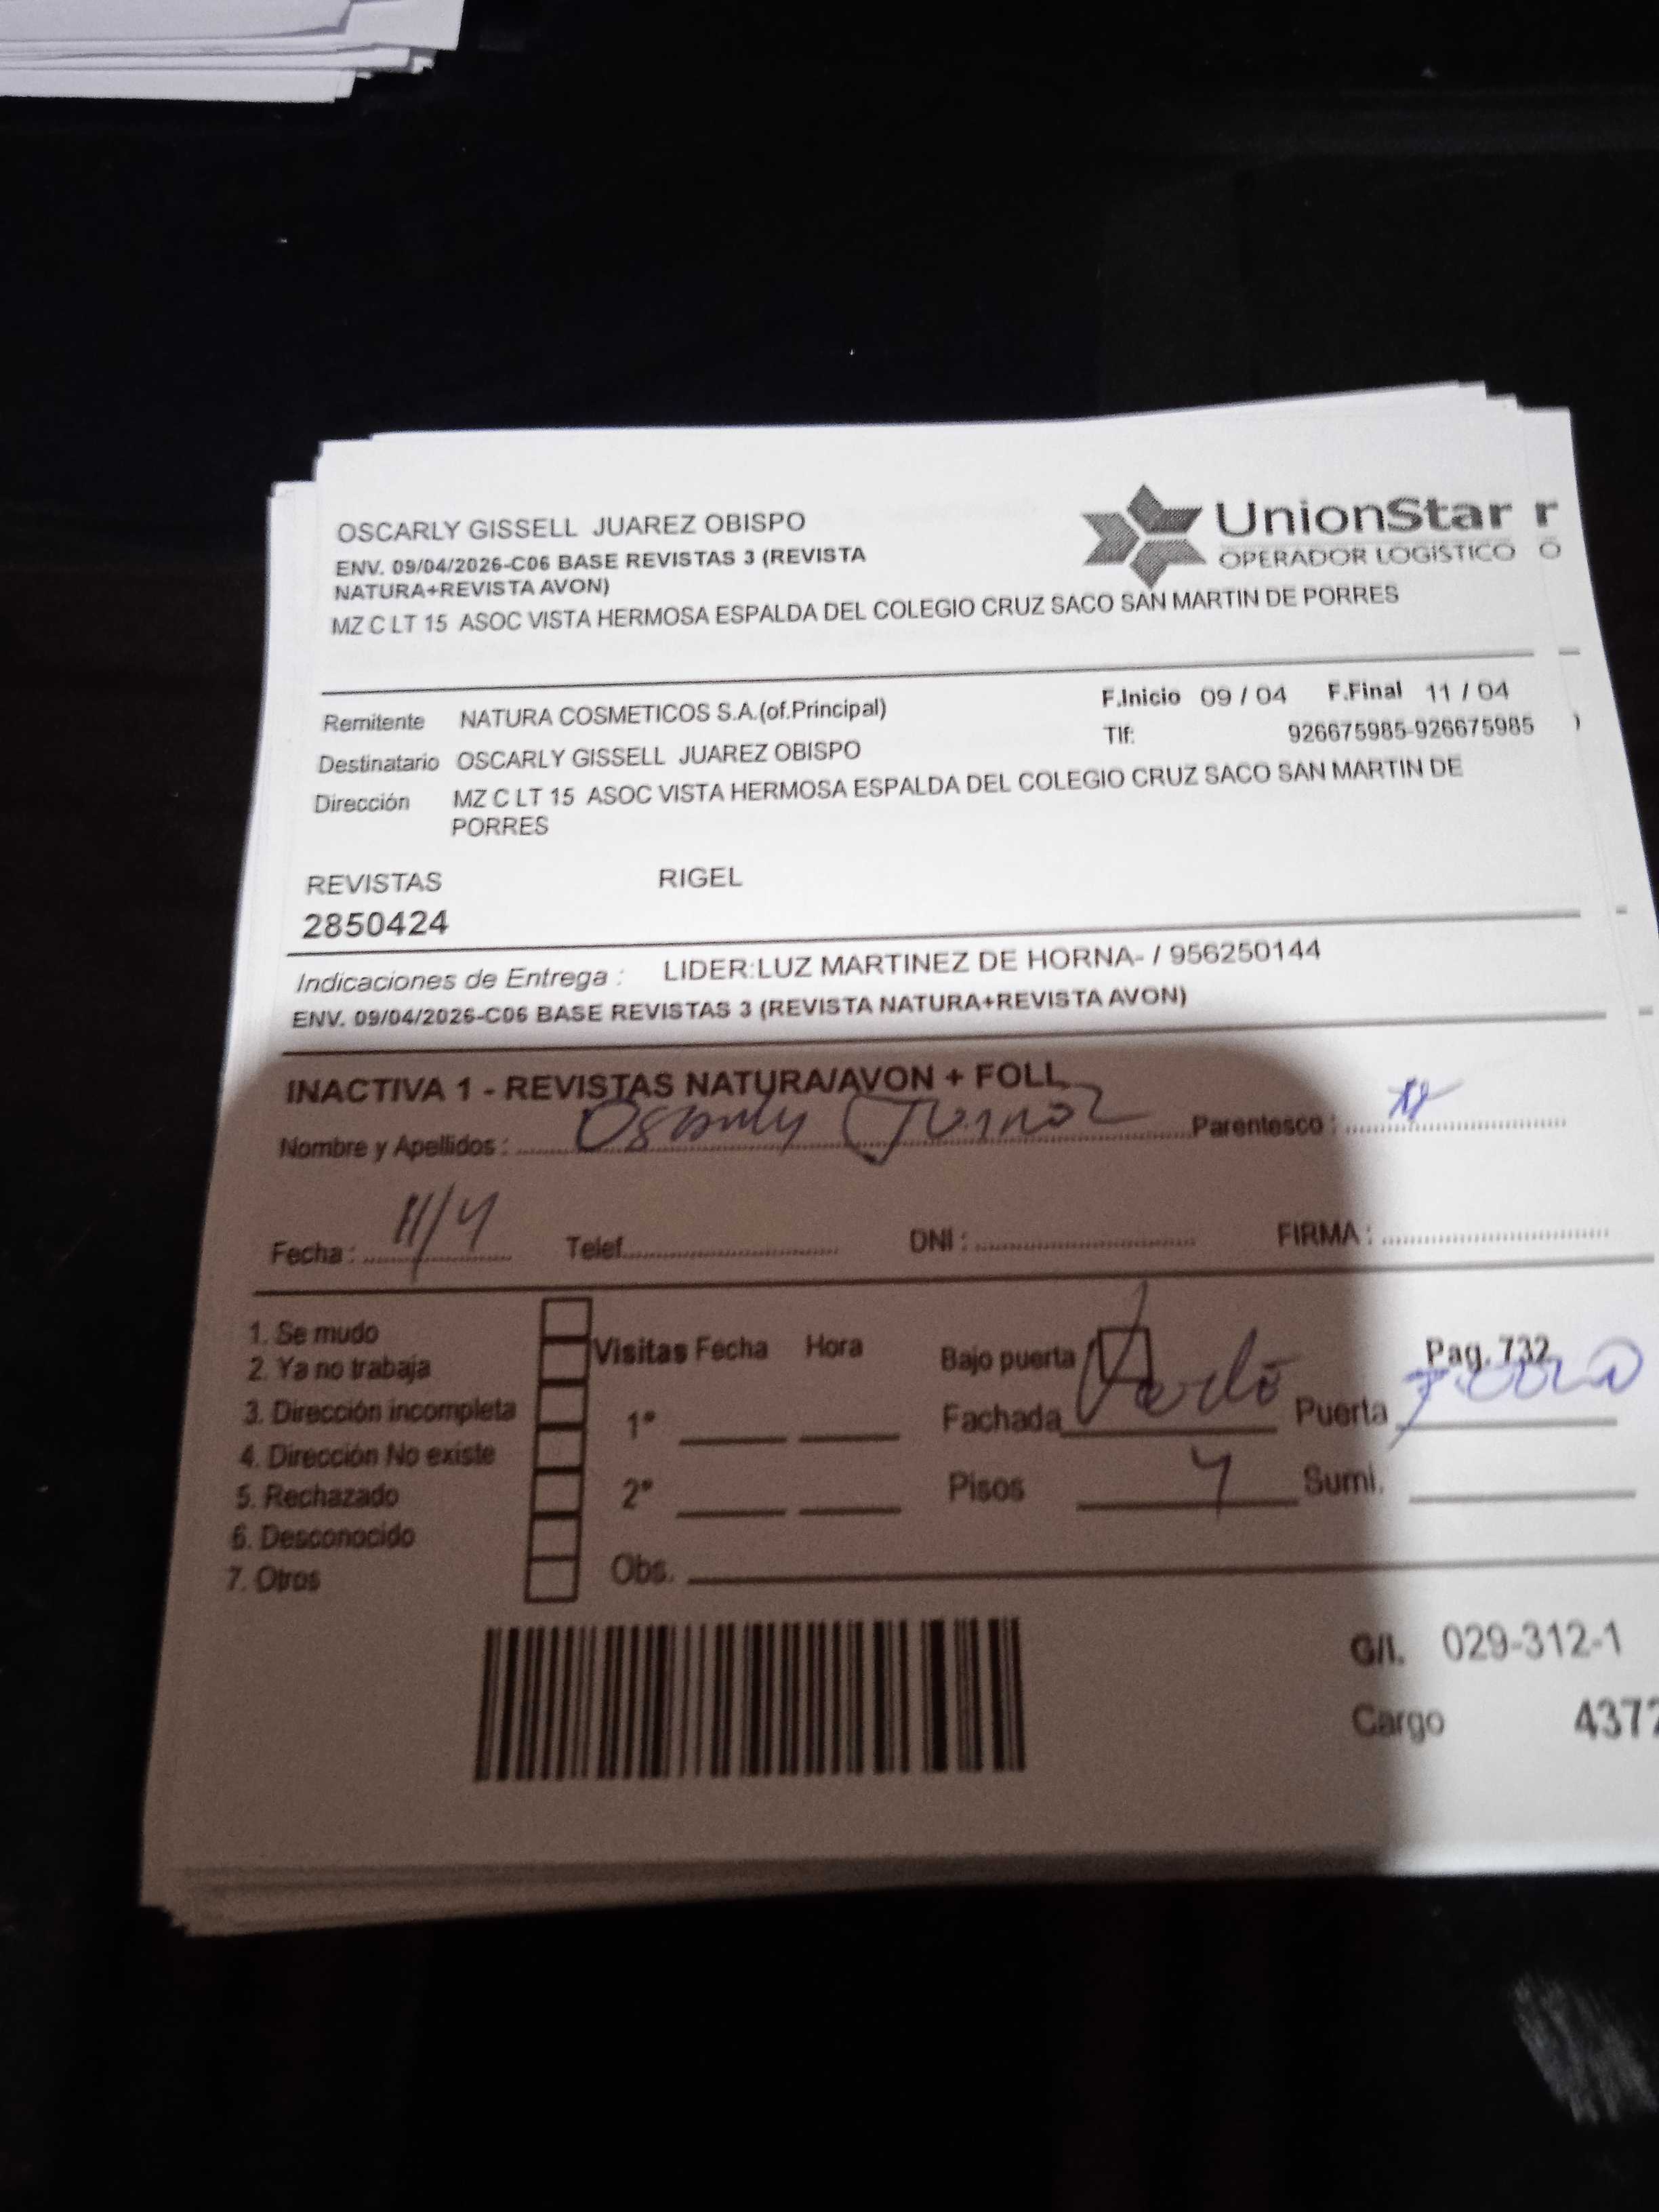 OSCARLY GISSELL JUAREZ OBISPO
UnionStar r
OPERADOR LOGÍSTICO O
ENV. 09/04/2026-C06 BASE REVISTAS 3 (REVISTA
NATURA+REVISTA AVON)
MZ C LT 15 ASOC VISTA HERMOSA ESPALDA DEL COLEGIO CRUZ SACO SAN MARTIN DE PORRES
Remitente NATURA COSMETICOS S.A.(of.Principal) F.Inicio 09 / 04 F.Final 11 / 04
Tlf: 926675985-926675985
Destinatario OSCARLY GISSELL JUAREZ OBISPO
Dirección MZ C LT 15 ASOC VISTA HERMOSA ESPALDA DEL COLEGIO CRUZ SACO SAN MARTIN DE
PORRES
REVISTAS RIGEL
2850424
Indicaciones de Entrega : LIDER:LUZ MARTINEZ DE HORNA- / 956250144
ENV. 09/04/2026-C06 BASE REVISTAS 3 (REVISTA NATURA+REVISTA AVON)
INACTIVA 1 - REVISTAS NATURA/AVON + FOLL
Nombre y Apellidos : Parentesco :
Fecha : 11/4 Telef. DNI : FIRMA :
1. Se mudo
2. Ya no trabaja
3. Dirección incompleta
4. Dirección No existe
5. Rechazado
6. Desconocido
7. Otros
Visitas Fecha Hora
1°
2°
Obs.
Bajo puerta Pag. 732
Fachada Verde Puerta
Pisos 4 Sumi.
G/I. 029-312-1
Cargo 4372